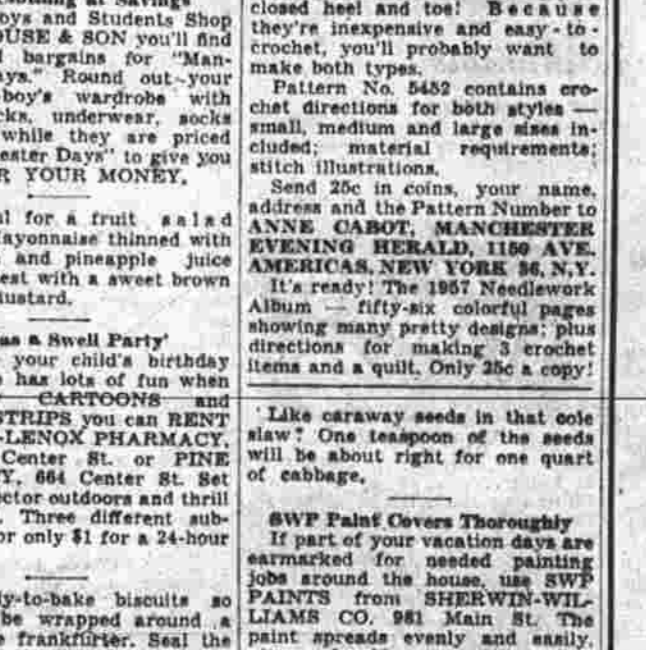 oys and Students Shop
OUSE & SON you'll find
bargains for "Man-
ays." Round out your
boy's wardrobe with
cks, underwear, socks
while they are priced
ester Days" to give you
R YOUR MONEY.
l for a fruit salad
Mayonnaise thinned with
and pineapple juice
est with a sweet brown
ustard.
as a Swell Party'
your child's birthday
has lots of fun when
CARTOONS and
STRIPS you can RENT
-LENOX PHARMACY,
Center St. or PINE
Y, 664 Center St. Set
ector outdoors and thrill
. Three different sub-
or only $1 for a 24-hour
ly-to-bake biscuits so
be wrapped around a
frankfurter. Seal the
closed heel and toe! Because
they're inexpensive and easy-to-
crochet, you'll probably want to
make both types.
Pattern No. 5452 contains cro-
chet directions for both styles —
small, medium and large sizes in-
cluded; material requirements;
stitch illustrations.
Send 25c in coins, your name,
address and the Pattern Number to
ANNE CABOT, MANCHESTER
EVENING HERALD, 1150 AVE.
AMERICAS, NEW YORK 36, N.Y.
It's ready! The 1957 Needlework
Album — fifty-six colorful pages
showing many pretty designs; plus
directions for making 3 crochet
items and a quilt. Only 25c a copy!
Like caraway seeds in that cole
slaw? One teaspoon of the seeds
will be about right for one quart
of cabbage.
SWP Paint Covers Thoroughly
If part of your vacation days are
earmarked for needed painting
jobs around the house, use SWP
PAINTS from SHERWIN-WIL-
LIAMS CO. 981 Main St. The
paint spreads evenly and easily,